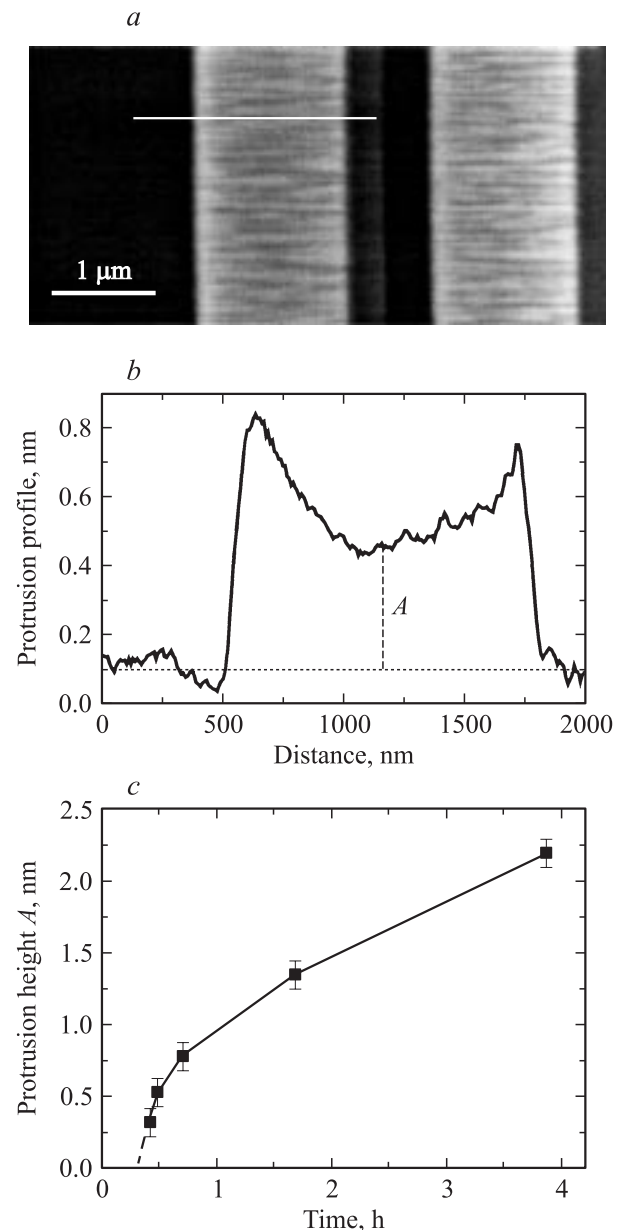 a
1 μm
b
Protrusion profile, nm
0.8
0.6
0.4
0.2
0.0
A
0 500 1000 1500 2000
Distance, nm
c
Protrusion height A, nm
2.5
2.0
1.5
1.0
0.5
0.0
0 1 2 3 4
Time, h